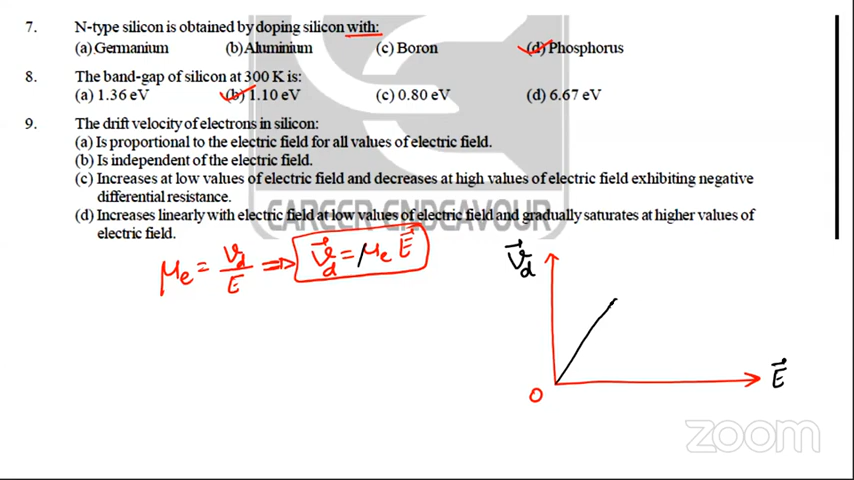 7. N-type silicon is obtained by doping silicon with:
(a) Germanium (b) Aluminium (c) Boron (d) Phosphorus
8. The band-gap of silicon at 300 K is:
(a) 1.36 eV (b) 1.10 eV (c) 0.80 eV (d) 6.67 eV
9. The drift velocity of electrons in silicon:
(a) Is proportional to the electric field for all values of electric field.
(b) Is independent of the electric field.
(c) Increases at low values of electric field and decreases at high values of electric field exhibiting negative
differential resistance.
(d) Increases linearly with electric field at low values of electric field and gradually saturates at higher values of
electric field.
CAREER ENDEAVOUR
μe = vd/E ⇒ v⃗d = μe E⃗
v⃗d
E⃗
O
zoom